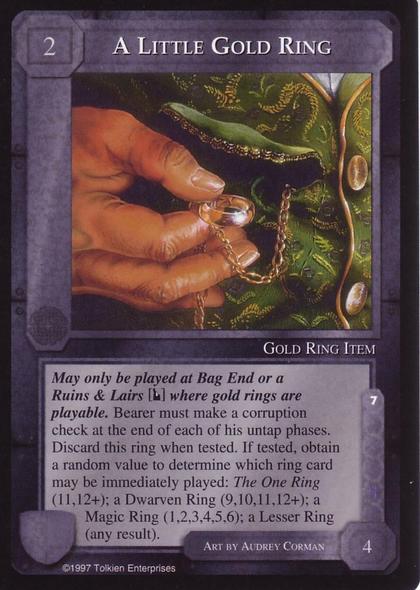 2
A Little Gold Ring
Gold Ring Item
May only be played at Bag End or a
Ruins & Lairs [] where gold rings are
playable. Bearer must make a corruption
check at the end of each of his untap phases.
Discard this ring when tested. If tested, obtain
a random value to determine which ring card
may be immediately played: The One Ring
(11,12+); a Dwarven Ring (9,10,11,12+); a
Magic Ring (1,2,3,4,5,6); a Lesser Ring
(any result).
7
Art by Audrey Corman
4
©1997 Tolkien Enterprises